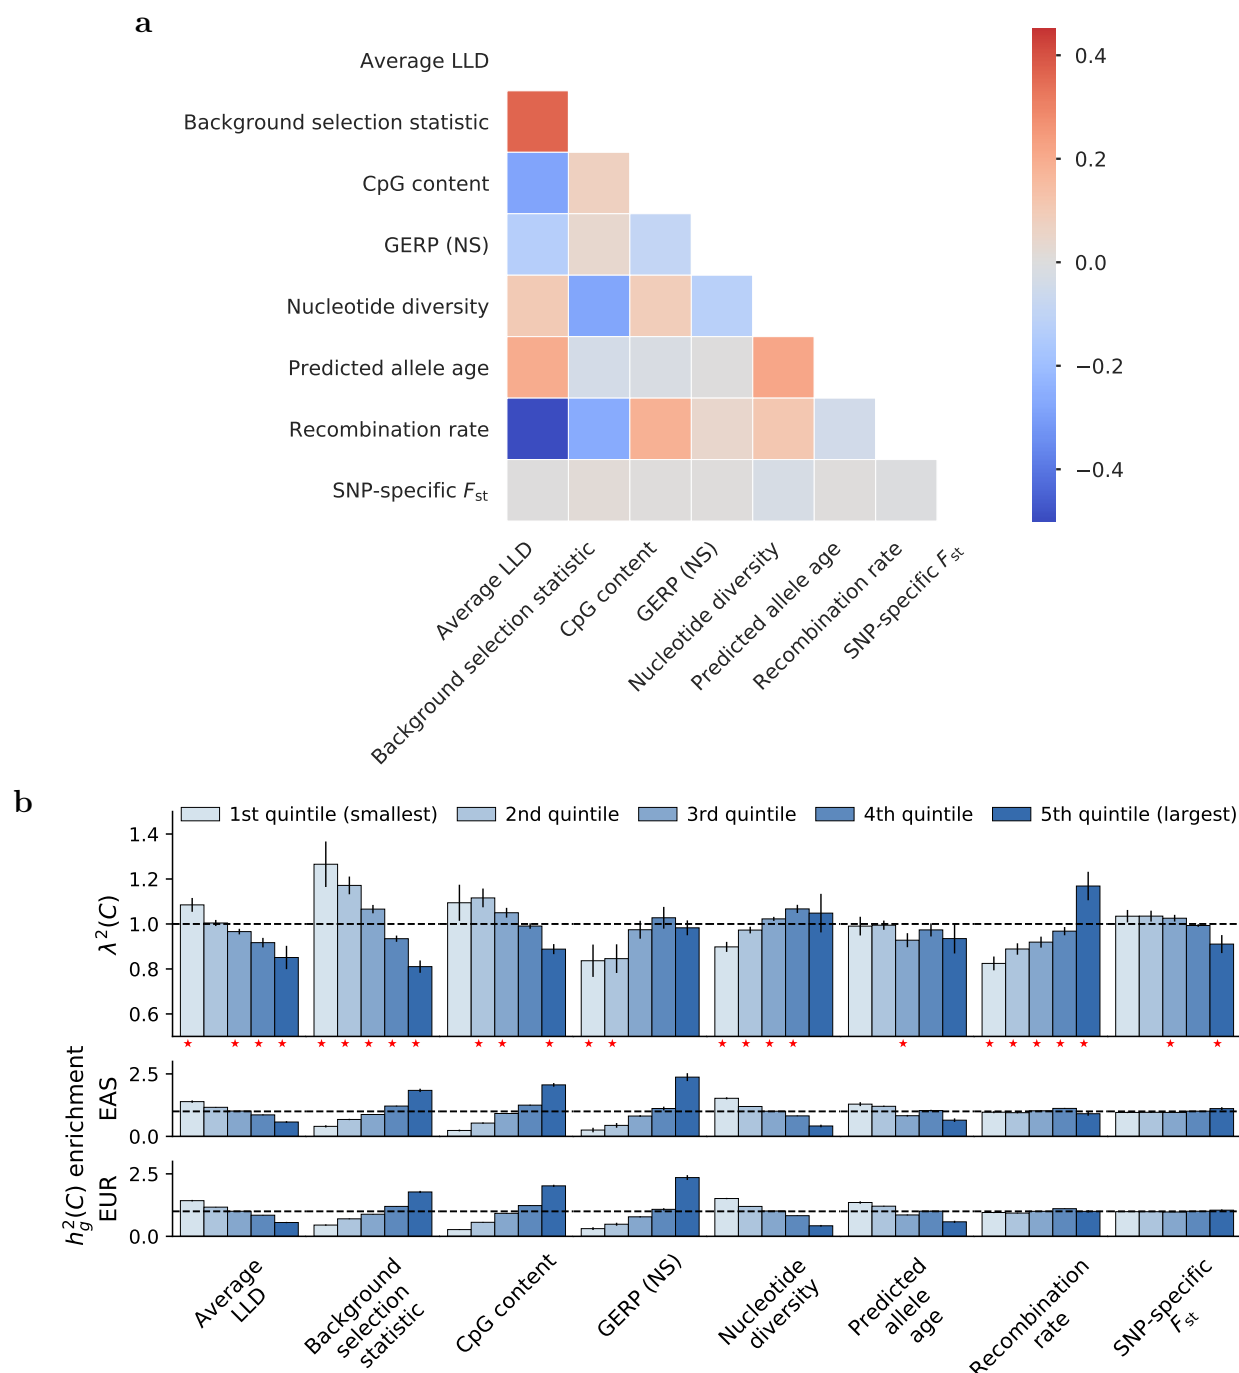 a
Average LLD
Background selection statistic
CpG content
GERP (NS)
Nucleotide diversity
Predicted allele age
Recombination rate
SNP-specific Fst
0.4
0.2
0.0
−0.2
−0.4
Average LLD
Background selection statistic
CpG content
GERP (NS)
Nucleotide diversity
Predicted allele age
Recombination rate
SNP-specific Fst
b
1st quintile (smallest)
2nd quintile
3rd quintile
4th quintile
5th quintile (largest)
λ²(C)
1.4
1.2
1.0
0.8
0.6
h²g(C) enrichment
EAS
2.5
0.0
EUR
2.5
0.0
Average
LLD
Background
selection
statistic
CpG content
GERP (NS)
Nucleotide
diversity
Predicted
allele
age
Recombination
rate
SNP-specific
Fst